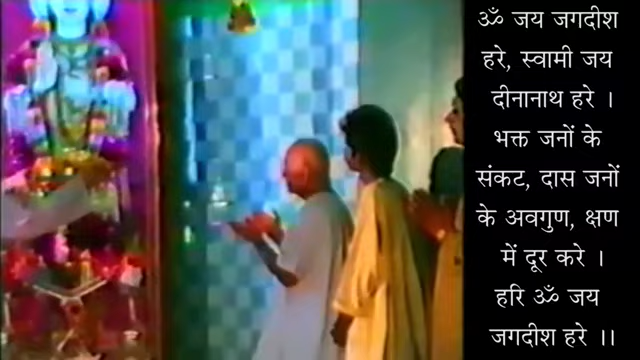 ॐ जय जगदीश
हरे, स्वामी जय
दीनानाथ हरे ।
भक्त जनों के
संकट, दास जनों
के अवगुण, क्षण
में दूर करे ।
हरि ॐ जय
जगदीश हरे ।।